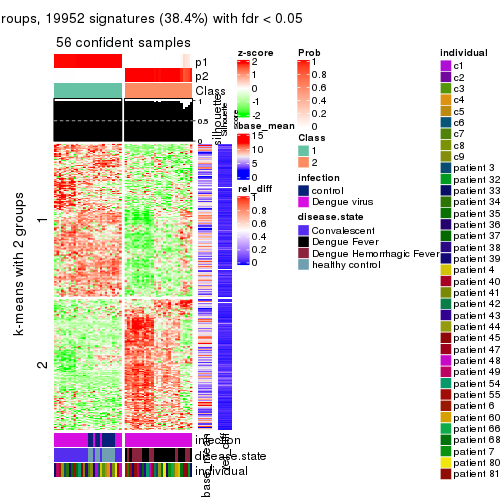 roups, 19952 signatures (38.4%) with fdr < 0.05
56 confident samples
p1
p2
Class
1
0.5
0
silhouette
score
k-means with 2 groups
1
2
infection
disease.state
individual
base_mean
rel_diff
z-score
2
1
0
-1
-2
base_mean
15
10
5
0
rel_diff
1
0.8
0.6
0.4
0.2
0
Prob
1
0.8
0.6
0.4
0.2
0
Class
1
2
infection
control
Dengue virus
disease.state
Convalescent
Dengue Fever
Dengue Hemorrhagic Fever
healthy control
individual
c1
c2
c3
c4
c5
c6
c7
c8
c9
patient 3
patient 32
patient 33
patient 34
patient 35
patient 36
patient 37
patient 38
patient 39
patient 4
patient 40
patient 41
patient 42
patient 43
patient 44
patient 45
patient 47
patient 48
patient 49
patient 54
patient 55
patient 6
patient 60
patient 66
patient 68
patient 7
patient 80
patient 81